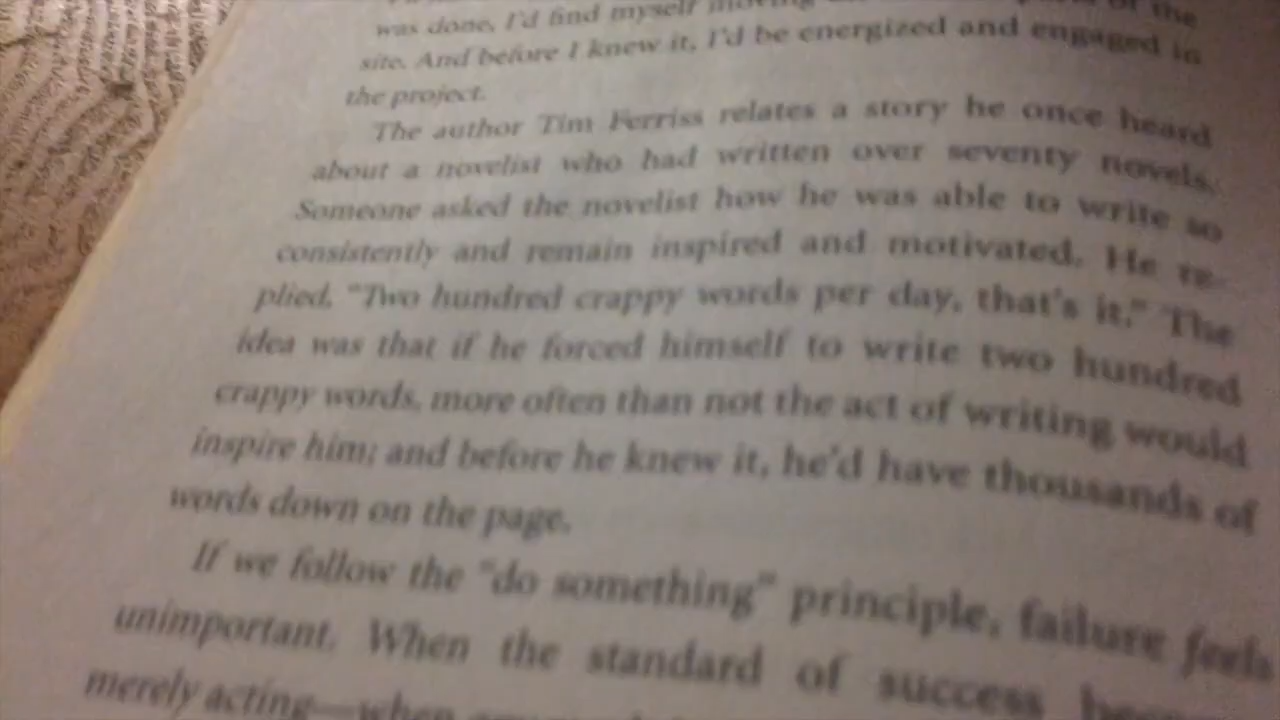 was done, I'd find myself moving of the
site. And before I knew it, I'd be energized and engaged in
the project.
The author Tim Ferriss relates a story he once heard
about a novelist who had written over seventy novels.
Someone asked the novelist how he was able to write so
consistently and remain inspired and motivated. He re-
plied, “Two hundred crappy words per day, that's it.” The
idea was that if he forced himself to write two hundred
crappy words, more often than not the act of writing would
inspire him; and before he knew it, he'd have thousands of
words down on the page.
If we follow the “do something” principle, failure feels
unimportant. When the standard of success
merely acting—when